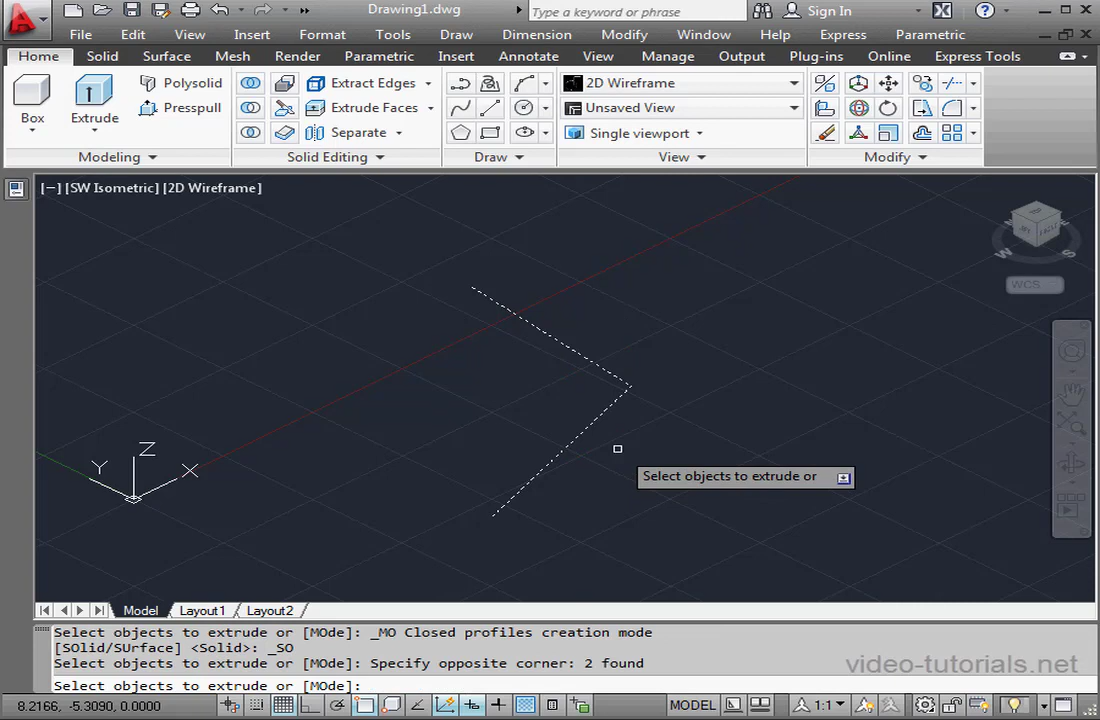 Drawing1.dwg
Type a keyword or phrase
Sign In
File Edit View Insert Format Tools Draw Dimension Modify Window Help Express Parametric
Home Solid Surface Mesh Render Parametric Insert Annotate View Manage Output Plug-ins Online Express Tools
Polysolid
Extract Edges
2D Wireframe
Presspull
Extrude Faces
Unsaved View
Box
Extrude
Separate
Single viewport
Modeling
Solid Editing
Draw
View
Modify
[−] [SW Isometric] [2D Wireframe]
W S
WCS
Z
Y
X
Select objects to extrude or
Model Layout1 Layout2
Select objects to extrude or [MOde]: _MO Closed profiles creation mode
[SOlid/SUrface] <Solid>: _SO
Select objects to extrude or [MOde]: Specify opposite corner: 2 found
video-tutorials.net
Select objects to extrude or [MOde]:
8.2166, -5.3090, 0.0000
MODEL
1:1